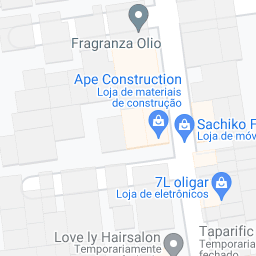 Fragranza Olio
Ape Construction
Loja de materiais
de construção
Sachiko F
Loja de móv
7L oligar
Loja de eletrônicos
Love ly Hairsalon
Temporariamente
Taparific
Temporaria
fechado